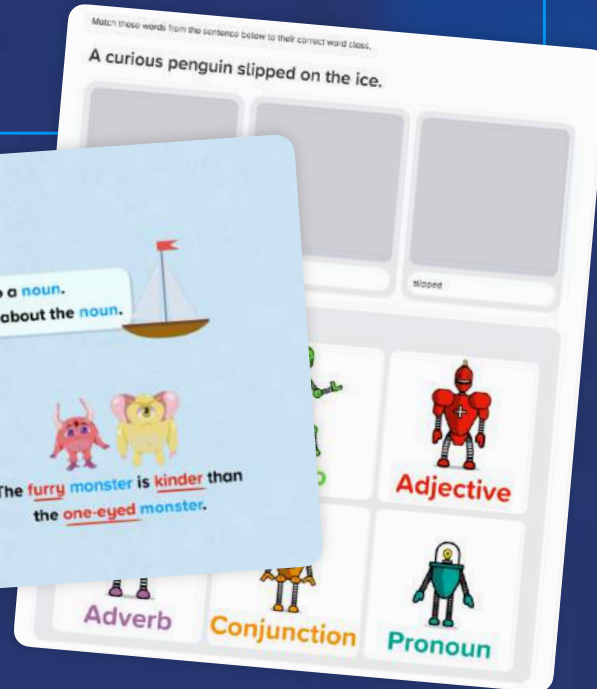 Match these words from the sentence below to their correct word class.
A curious penguin slipped on the ice.
slipped
a noun.
about the noun.
The furry monster is kinder than
the one-eyed monster.
Adjective
Adverb
Conjunction
Pronoun